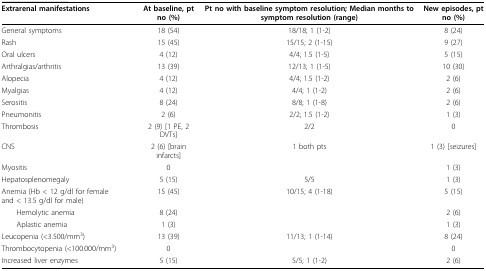 Extrarenal manifestations At baseline, pt no (%) Pt no with baseline symptom resolution; Median months to symptom resolution (range) New episodes, pt no (%)
General symptoms 18 (54) 18/18; 1 (1-2) 8 (24)
Rash 15 (45) 15/15; 2 (1-15) 9 (27)
Oral ulcers 4 (12) 4/4; 1.5 (1-5) 5 (15)
Arthralgias/arthritis 13 (39) 12/13; 1 (1-5) 10 (30)
Alopecia 4 (12) 4/4; 1.5 (1-2) 2 (6)
Myalgias 4 (12) 4/4; 1 (1-2) 2 (6)
Serositis 8 (24) 8/8; 1 (1-8) 2 (6)
Pneumonitis 2 (6) 2/2; 1.5 (1-2) 1 (3)
Thrombosis 2 (9) [1 PE, 2 DVTs] 2/2 0
CNS 2 (6) [brain infarcts] 1 both pts 1 (3) [seizures]
Myositis 0 1 (3)
Hepatosplenomegaly 5 (15) 5/5 1 (3)
Anemia (Hb < 12 g/dl for female and < 13.5 g/dl for male) 15 (45) 10/15; 4 (1-18) 5 (15)
Hemolytic anemia 8 (24) 2 (6)
Aplastic anemia 1 (3) 1 (3)
Leucopenia (<3.500/mm³) 13 (39) 11/13; 1 (1-14) 8 (24)
Thrombocytopenia (<100.000/mm³) 0 0
Increased liver enzymes 5 (15) 5/5; 1 (1-2) 2 (6)